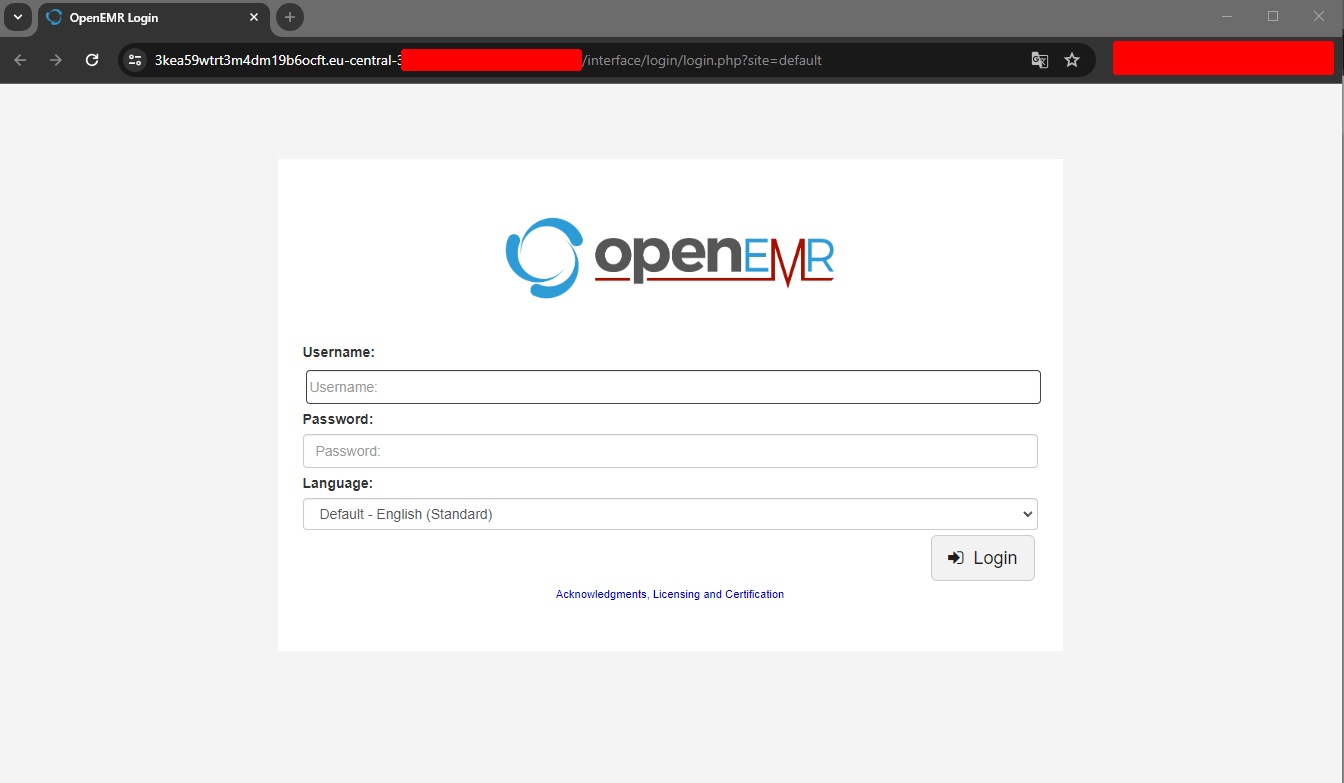 OpenEMR Login
3kea59wtrt3m4dm19b6ocft.eu-central-3 /interface/login/login.php?site=default
openEMR
Username:
Username:
Password:
Password:
Language:
Default - English (Standard)
Login
Acknowledgments, Licensing and Certification